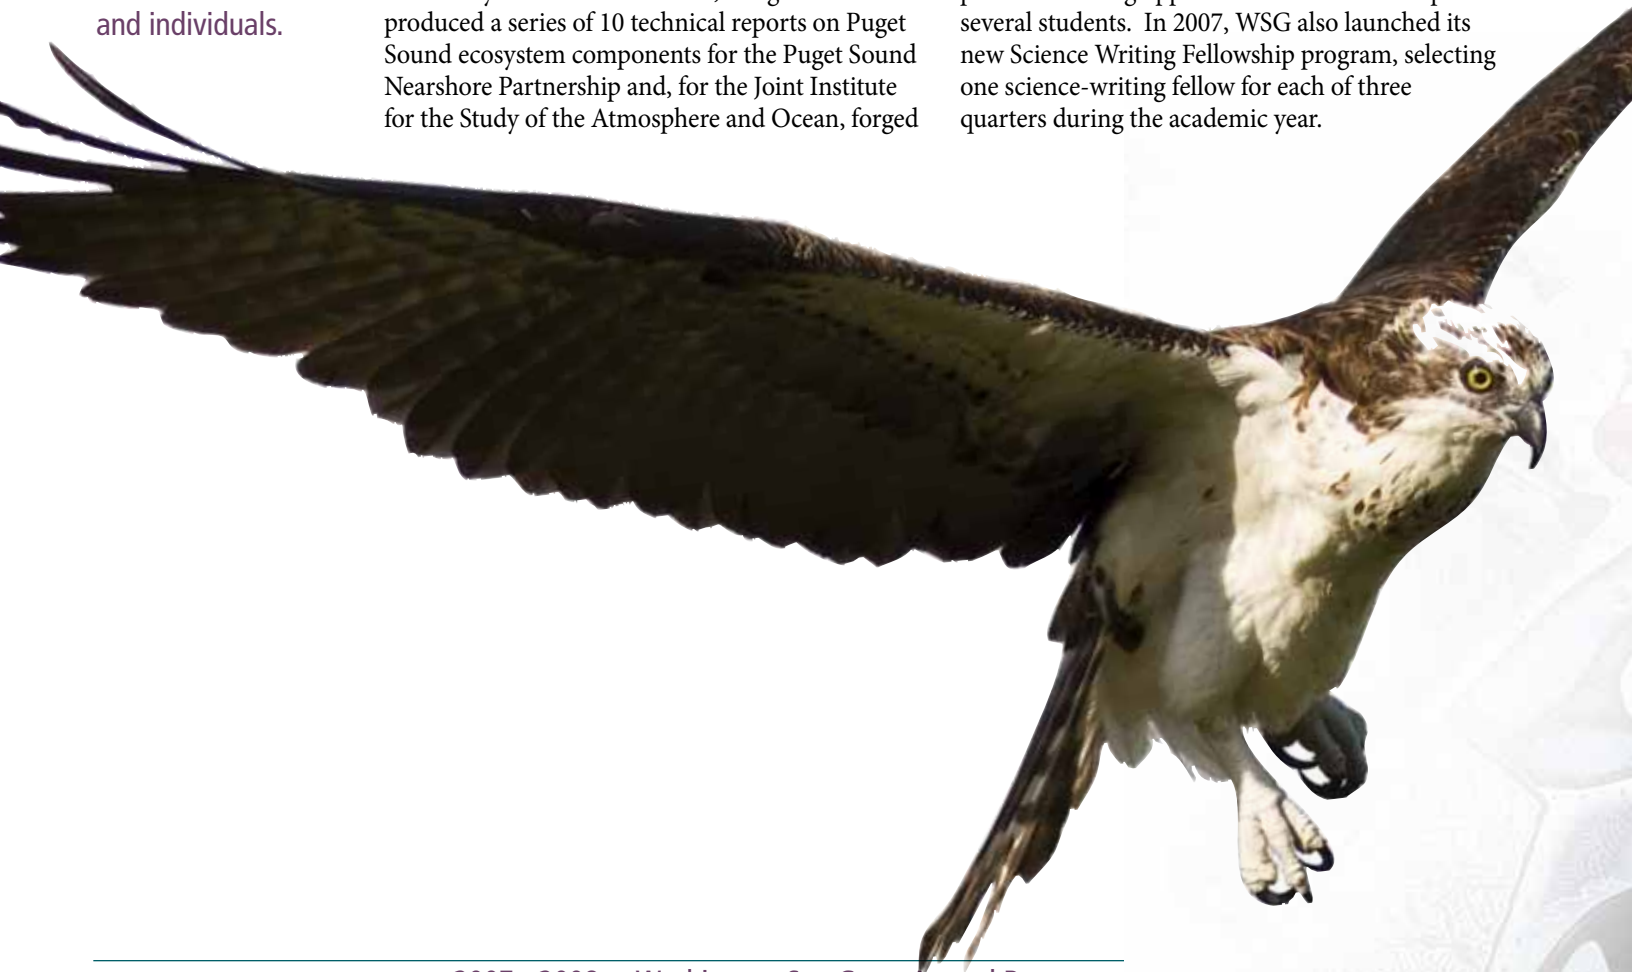 and individuals.
produced a series of 10 technical reports on Puget
Sound ecosystem components for the Puget Sound
Nearshore Partnership and, for the Joint Institute
for the Study of the Atmosphere and Ocean, forged
several students.  In 2007, WSG also launched its
new Science Writing Fellowship program, selecting
one science-writing fellow for each of three
quarters during the academic year.